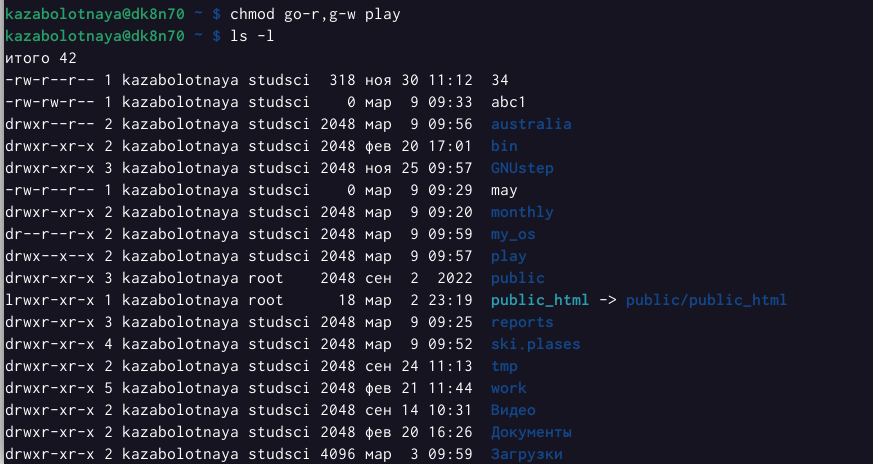 kazabolotnaya@dk8n70 ~ $ chmod go-r,g-w play
kazabolotnaya@dk8n70 ~ $ ls -l
итого 42
-rw-r--r-- 1 kazabolotnaya studsci  318 ноя 30 11:12  34
-rw-rw-r-- 1 kazabolotnaya studsci    0 мар  9 09:33  abc1
drwxr--r-- 2 kazabolotnaya studsci 2048 мар  9 09:56  australia
drwxr-xr-x 2 kazabolotnaya studsci 2048 фев 20 17:01  bin
drwxr-xr-x 3 kazabolotnaya studsci 2048 ноя 25 09:57  GNUstep
-rw-r--r-- 1 kazabolotnaya studsci    0 мар  9 09:29  may
drwxr-xr-x 2 kazabolotnaya studsci 2048 мар  9 09:20  monthly
dr--r--r-x 2 kazabolotnaya studsci 2048 мар  9 09:59  my_os
drwx--x--x 2 kazabolotnaya studsci 2048 мар  9 09:57  play
drwxr-xr-x 3 kazabolotnaya root    2048 сен  2  2022  public
lrwxr-xr-x 1 kazabolotnaya root      18 мар  2 23:19  public_html -> public/public_html
drwxr-xr-x 3 kazabolotnaya studsci 2048 мар  9 09:25  reports
drwxr-xr-x 4 kazabolotnaya studsci 2048 мар  9 09:52  ski.plases
drwxr-xr-x 2 kazabolotnaya studsci 2048 сен 24 11:13  tmp
drwxr-xr-x 5 kazabolotnaya studsci 2048 фев 21 11:44  work
drwxr-xr-x 2 kazabolotnaya studsci 2048 сен 14 10:31  Видео
drwxr-xr-x 2 kazabolotnaya studsci 2048 фев 20 16:26  Документы
drwxr-xr-x 2 kazabolotnaya studsci 4096 мар  3 09:59  Загрузки